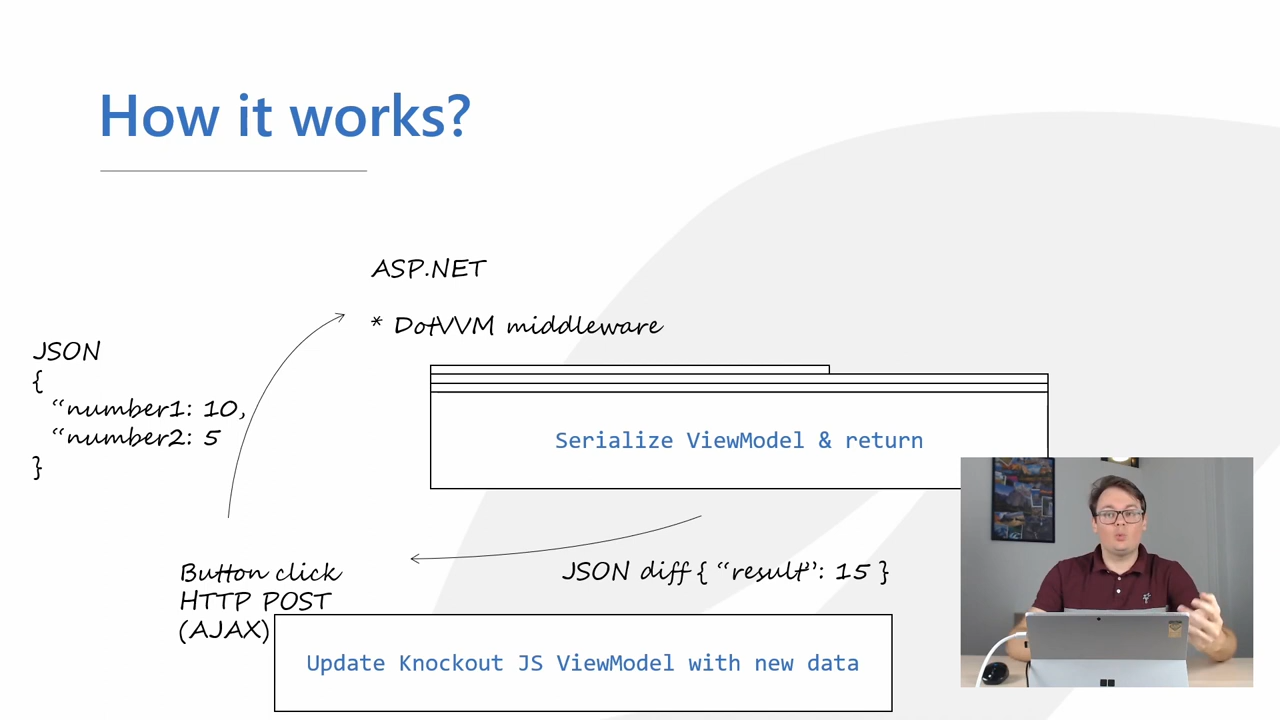 How it works?
ASP.NET
* DotVVM middleware
JSON
{
“number1: 10,
“number2: 5
}
Serialize ViewModel & return
JSON diff { “result”: 15 }
Button click
HTTP POST
(AJAX)
Update Knockout JS ViewModel with new data